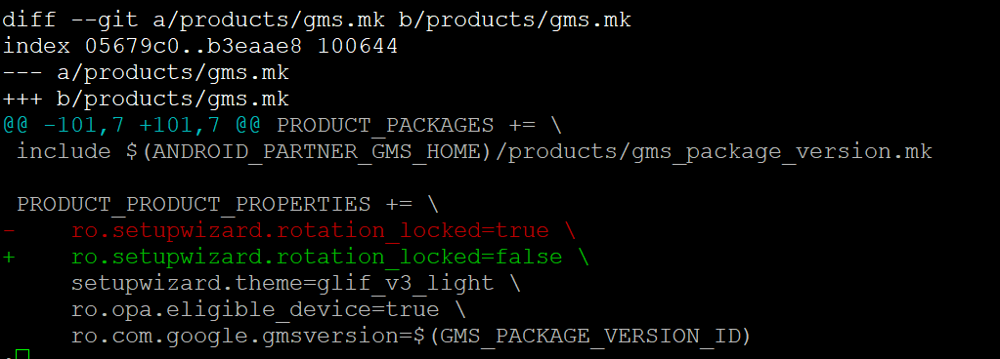 diff --git a/products/gms.mk b/products/gms.mk
index 05679c0..b3eaae8 100644
--- a/products/gms.mk
+++ b/products/gms.mk
@@ -101,7 +101,7 @@ PRODUCT_PACKAGES += \
 include $(ANDROID_PARTNER_GMS_HOME)/products/gms_package_version.mk

 PRODUCT_PRODUCT_PROPERTIES += \
-    ro.setupwizard.rotation_locked=true \
+    ro.setupwizard.rotation_locked=false \
     setupwizard.theme=glif_v3_light \
     ro.opa.eligible_device=true \
     ro.com.google.gmsversion=$(GMS_PACKAGE_VERSION_ID)